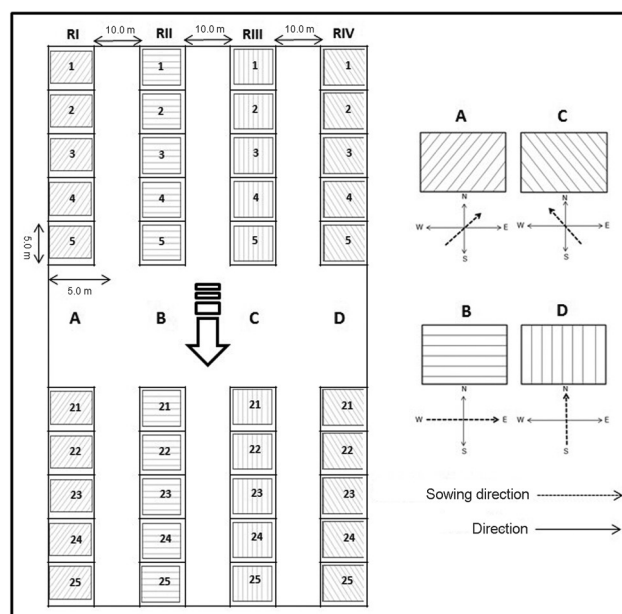 10.0 m 10.0 m 10.0 m
RI RII RIII RIV
1 1 1 1
2 2 2 2
3 3 3 3
4 4 4 4
5 5 5 5
5.0 m
5.0 m
A B C D
21 21 21 21
22 22 22 22
23 23 23 23
24 24 24 24
25 25 25 25
A C
N N
W E W E
S S
B D
N N
W E W E
S S
Sowing direction
Direction